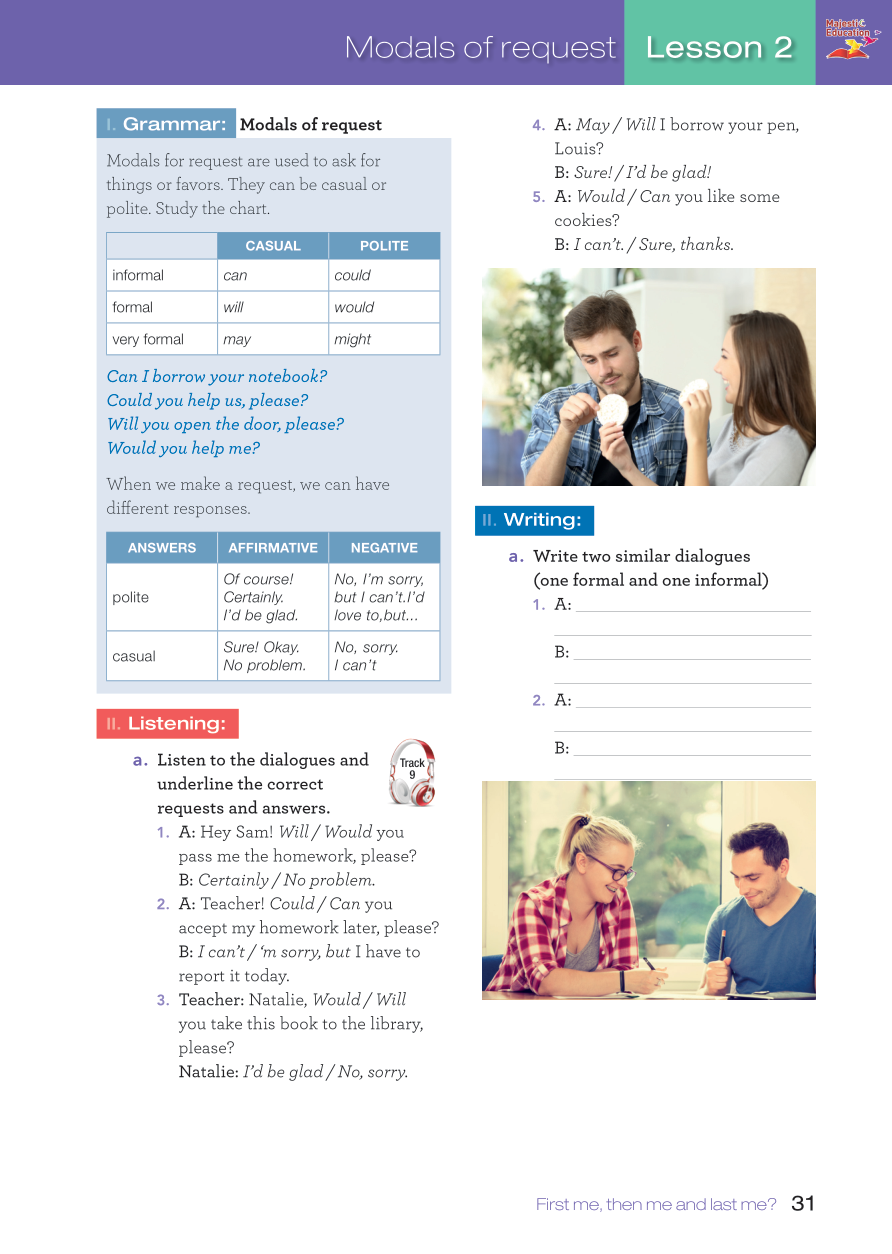 Modals of request
Lesson 2
Majestic
Education
I. Grammar: Modals of request
Modals for request are used to ask for
things or favors. They can be casual or
polite. Study the chart.
CASUAL POLITE
informal can could
formal will would
very formal may might
Can I borrow your notebook?
Could you help us, please?
Will you open the door, please?
Would you help me?
When we make a request, we can have
different responses.
ANSWERS AFFIRMATIVE NEGATIVE
polite
Of course!
Certainly.
I’d be glad.
No, I’m sorry,
but I can’t.I’d
love to,but...
casual
Sure! Okay.
No problem.
No, sorry.
I can’t
II. Listening:
a. Listen to the dialogues and
underline the correct
requests and answers.
Track
9
1. A: Hey Sam! Will / Would you
pass me the homework, please?
B: Certainly / No problem.
2. A: Teacher! Could / Can you
accept my homework later, please?
B: I can’t / ‘m sorry, but I have to
report it today.
3. Teacher: Natalie, Would / Will
you take this book to the library,
please?
Natalie: I’d be glad / No, sorry.
4. A: May / Will I borrow your pen,
Louis?
B: Sure! / I’d be glad!
5. A: Would / Can you like some
cookies?
B: I can’t. / Sure, thanks.
II. Writing:
a. Write two similar dialogues
(one formal and one informal)
1. A:
B:
2. A:
B:
First me, then me and last me? 31